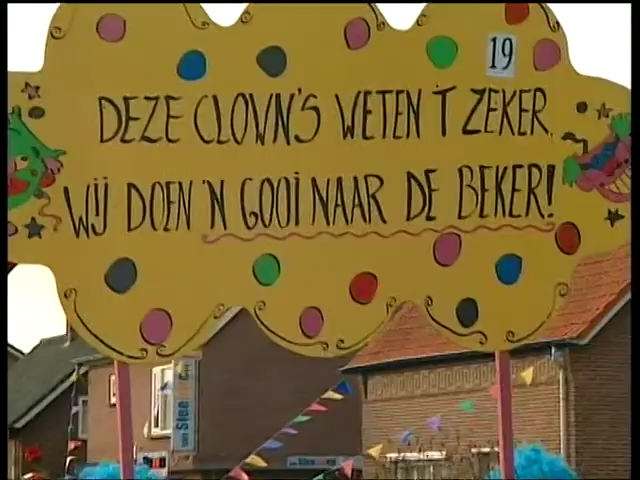 19
DEZE CLOWN'S WETEN 'T ZEKER
WIJ DOEN 'N GOOI NAAR DE BEKER!